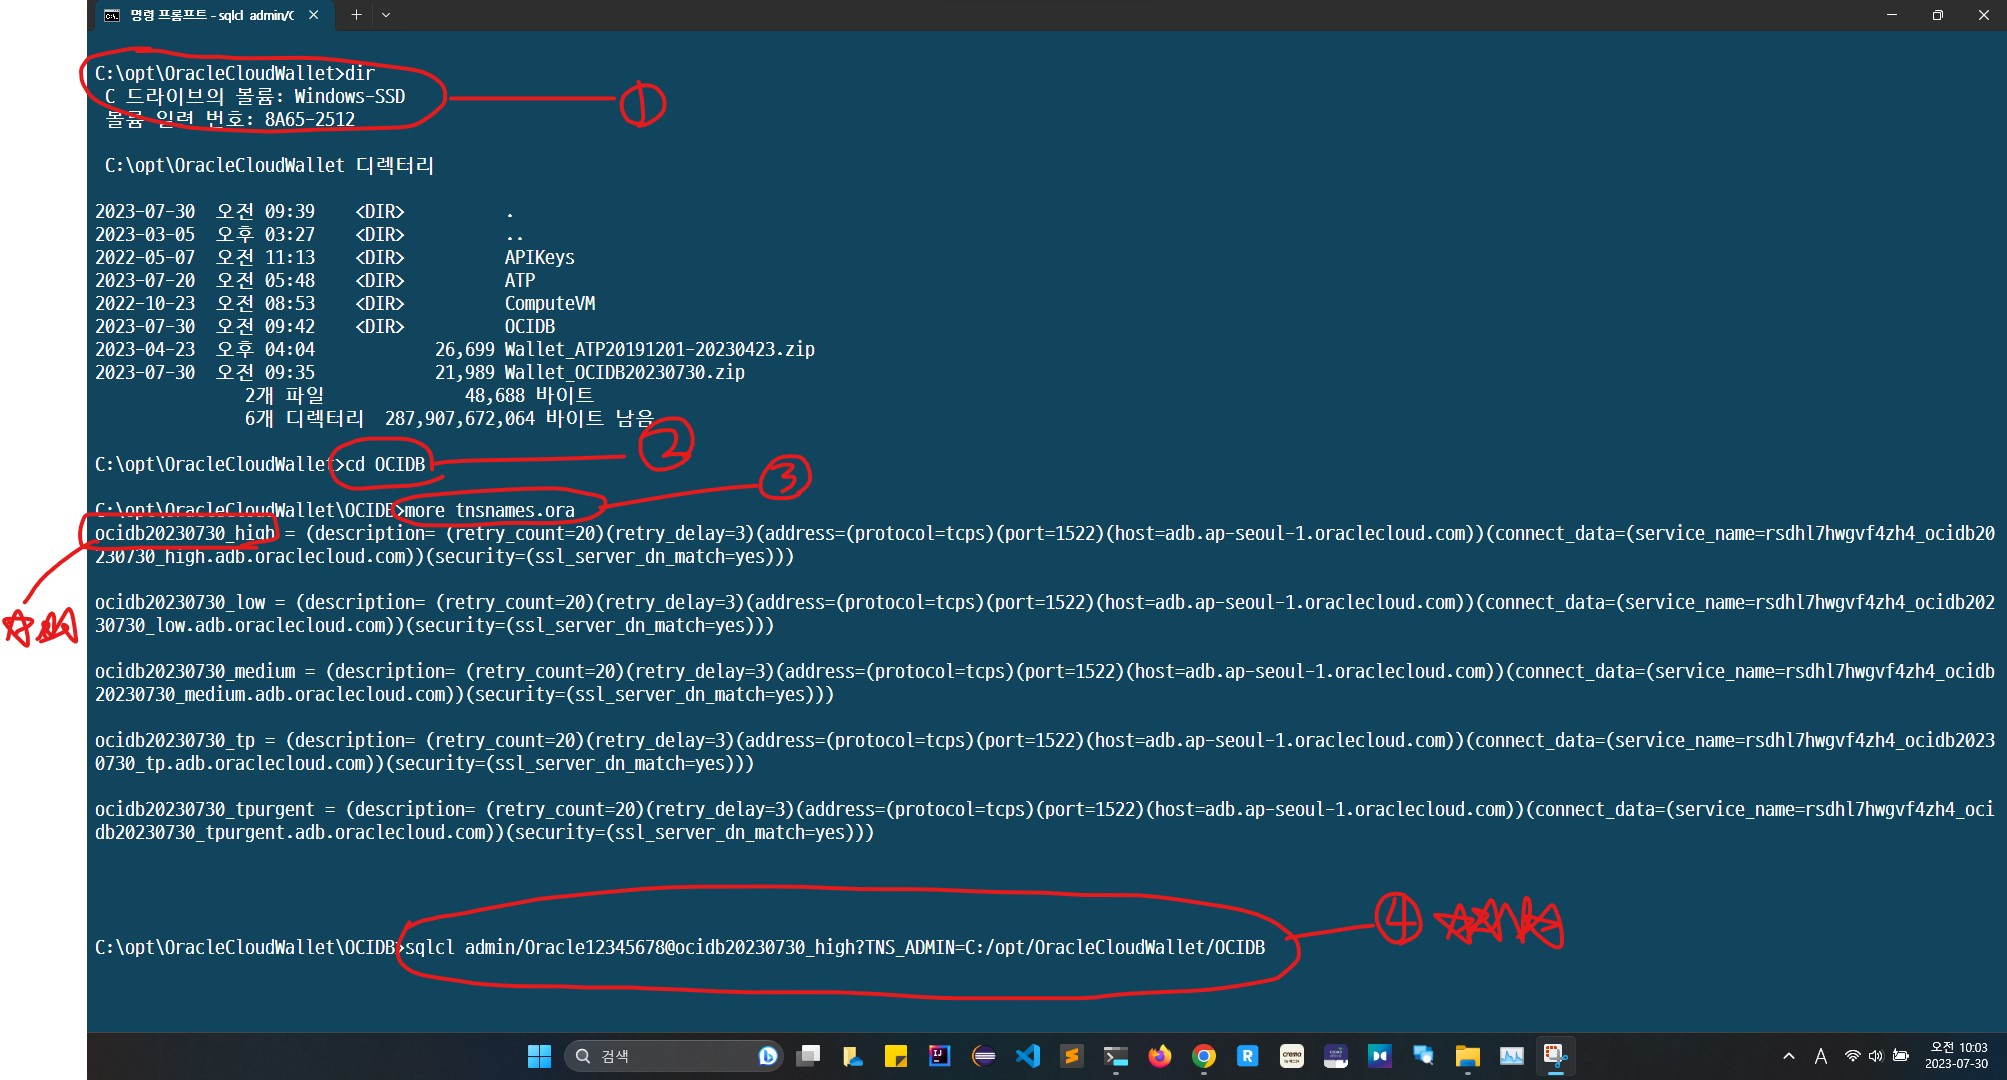 명령 프롬프트 - sqlcl admin/C
C:\opt\OracleCloudWallet>dir
C 드라이브의 볼륨: Windows-SSD
볼륨 일련 번호: 8A65-2512
①
C:\opt\OracleCloudWallet 디렉터리
2023-07-30 오전 09:39 <DIR> .
2023-03-05 오후 03:27 <DIR> ..
2022-05-07 오전 11:13 <DIR> APIKeys
2023-07-20 오전 05:48 <DIR> ATP
2022-10-23 오전 08:53 <DIR> ComputeVM
2023-07-30 오전 09:42 <DIR> OCIDB
2023-04-23 오후 04:04 26,699 Wallet_ATP20191201-20230423.zip
2023-07-30 오전 09:35 21,989 Wallet_OCIDB20230730.zip
2개 파일 48,688 바이트
6개 디렉터리 287,907,672,064 바이트 남음
②
C:\opt\OracleCloudWallet>cd OCIDB
③
C:\opt\OracleCloudWallet\OCIDB>more tnsnames.ora
ocidb20230730_high = (description= (retry_count=20)(retry_delay=3)(address=(protocol=tcps)(port=1522)(host=adb.ap-seoul-1.oraclecloud.com))(connect_data=(service_name=rsdhl7hwgvf4zh4_ocidb20
230730_high.adb.oraclecloud.com))(security=(ssl_server_dn_match=yes)))
ocidb20230730_low = (description= (retry_count=20)(retry_delay=3)(address=(protocol=tcps)(port=1522)(host=adb.ap-seoul-1.oraclecloud.com))(connect_data=(service_name=rsdhl7hwgvf4zh4_ocidb202
30730_low.adb.oraclecloud.com))(security=(ssl_server_dn_match=yes)))
ocidb20230730_medium = (description= (retry_count=20)(retry_delay=3)(address=(protocol=tcps)(port=1522)(host=adb.ap-seoul-1.oraclecloud.com))(connect_data=(service_name=rsdhl7hwgvf4zh4_ocidb
20230730_medium.adb.oraclecloud.com))(security=(ssl_server_dn_match=yes)))
ocidb20230730_tp = (description= (retry_count=20)(retry_delay=3)(address=(protocol=tcps)(port=1522)(host=adb.ap-seoul-1.oraclecloud.com))(connect_data=(service_name=rsdhl7hwgvf4zh4_ocidb2023
0730_tp.adb.oraclecloud.com))(security=(ssl_server_dn_match=yes)))
ocidb20230730_tpurgent = (description= (retry_count=20)(retry_delay=3)(address=(protocol=tcps)(port=1522)(host=adb.ap-seoul-1.oraclecloud.com))(connect_data=(service_name=rsdhl7hwgvf4zh4_oci
db20230730_tpurgent.adb.oraclecloud.com))(security=(ssl_server_dn_match=yes)))
④
C:\opt\OracleCloudWallet\OCIDB>sqlcl admin/Oracle12345678@ocidb20230730_high?TNS_ADMIN=C:/opt/OracleCloudWallet/OCIDB
검색
A
오전 10:03
2023-07-30